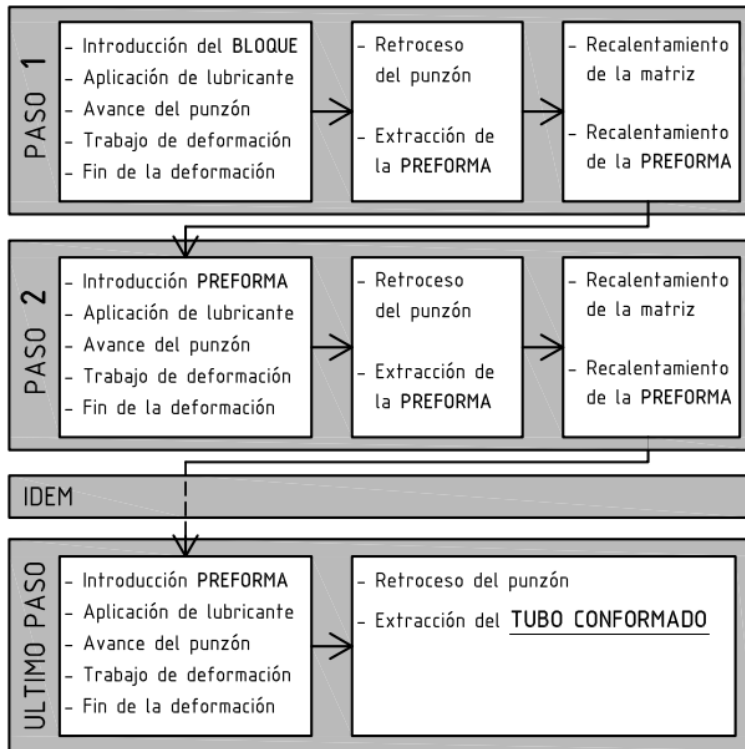 PASO 1
- Introducción del BLOQUE
- Aplicación de lubricante
- Avance del punzón
- Trabajo de deformación
- Fin de la deformación
- Retroceso
del punzón
- Extracción de
la PREFORMA
- Recalentamiento
de la matriz
- Recalentamiento
de la PREFORMA
PASO 2
- Introducción PREFORMA
- Aplicación de lubricante
- Avance del punzón
- Trabajo de deformación
- Fin de la deformación
- Retroceso
del punzón
- Extracción de
la PREFORMA
- Recalentamiento
de la matriz
- Recalentamiento
de la PREFORMA
IDEM
ULTIMO PASO
- Introducción PREFORMA
- Aplicación de lubricante
- Avance del punzón
- Trabajo de deformación
- Fin de la deformación
- Retroceso del punzón
- Extracción del TUBO CONFORMADO